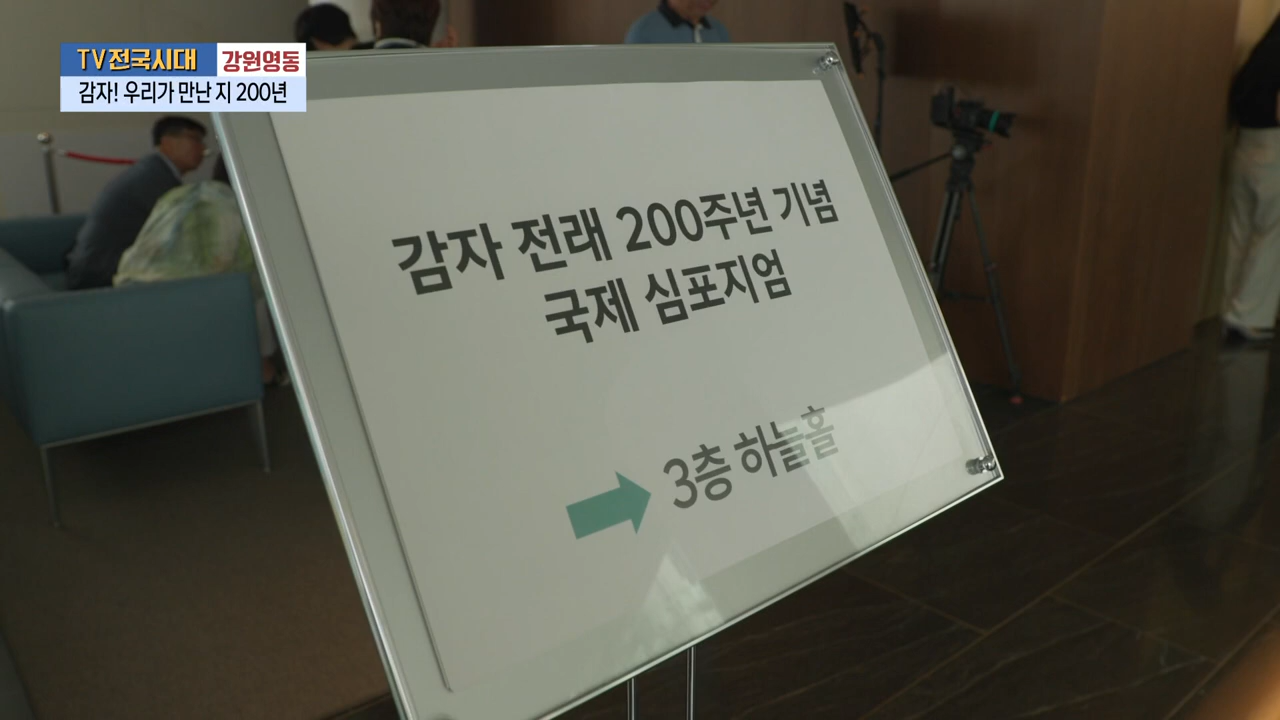 TV전국시대 강원영동
감자! 우리가 만난 지 200년
감자 전래 200주년 기념
국제 심포지엄
3층 하늘홀